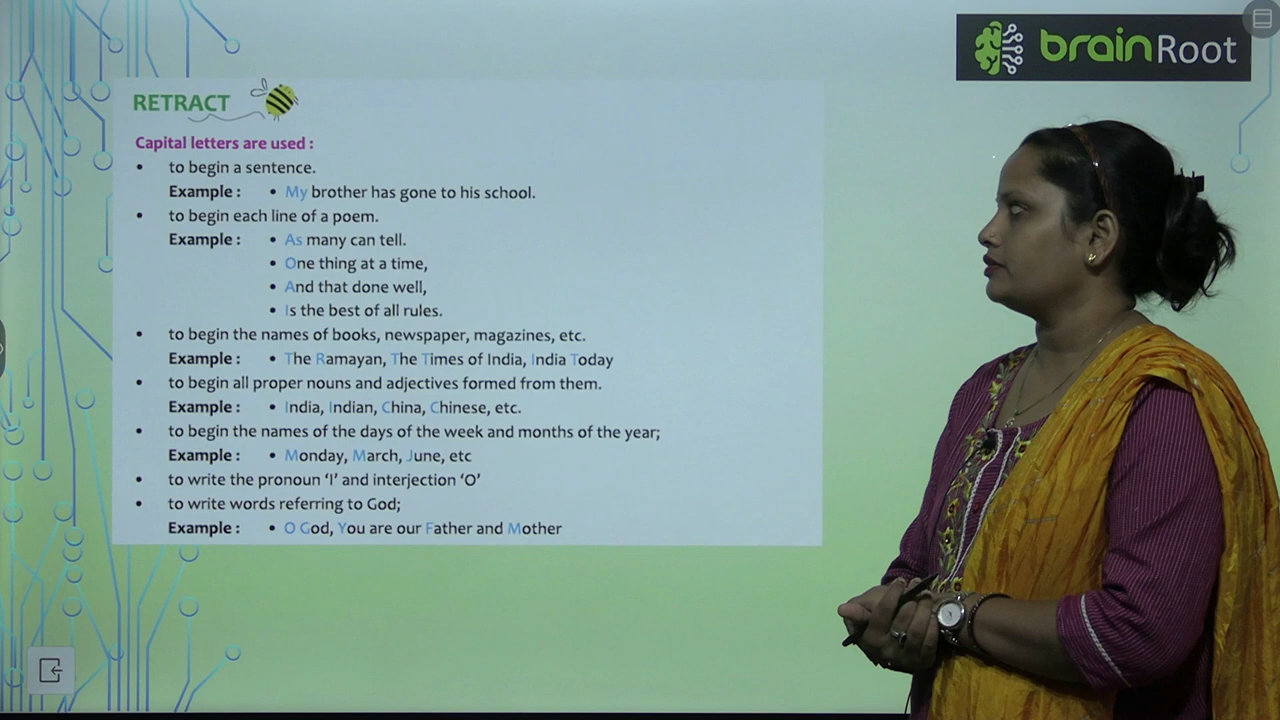 brainRoot
RETRACT
Capital letters are used :
• to begin a sentence.
Example : • My brother has gone to his school.
• to begin each line of a poem.
Example : • As many can tell.
• One thing at a time,
• And that done well,
• Is the best of all rules.
• to begin the names of books, newspaper, magazines, etc.
Example : • The Ramayan, The Times of India, India Today
• to begin all proper nouns and adjectives formed from them.
Example : • India, Indian, China, Chinese, etc.
• to begin the names of the days of the week and months of the year;
Example : • Monday, March, June, etc
• to write the pronoun ‘I’ and interjection ‘O’
• to write words referring to God;
Example : • O God, You are our Father and Mother